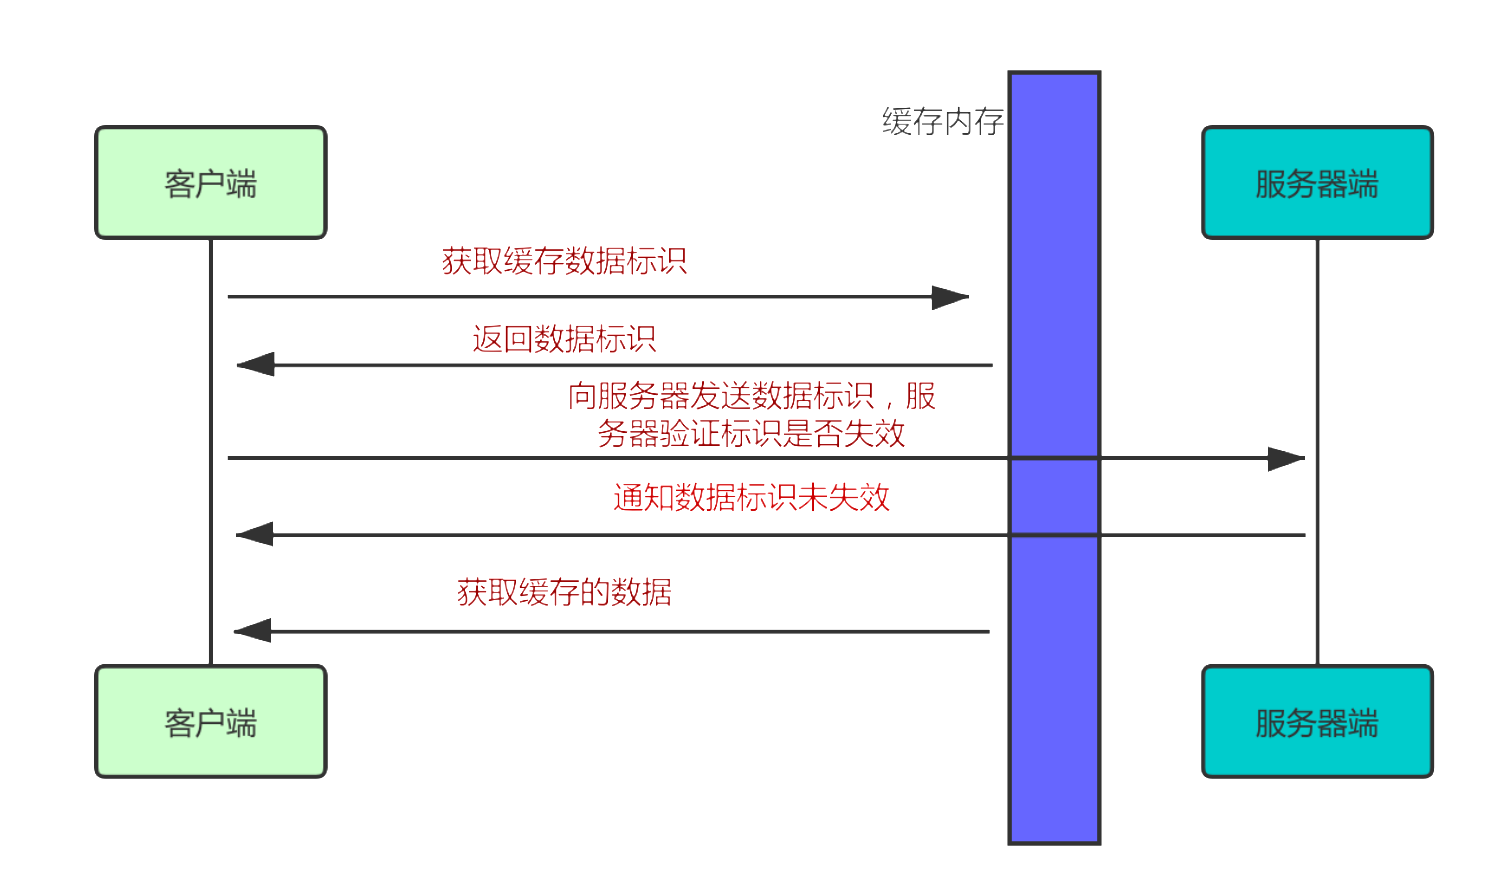 缓存内存
客户端
服务器端
获取缓存数据标识
返回数据标识
向服务器发送数据标识，服
务器验证标识是否失效
通知数据标识未失效
获取缓存的数据
客户端
服务器端